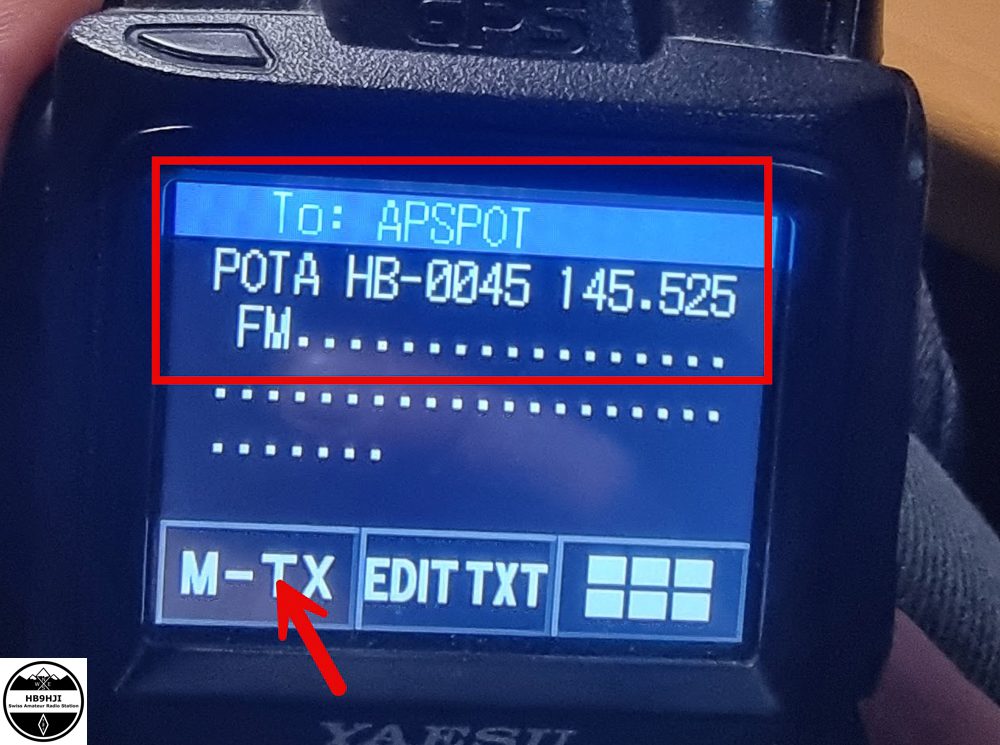 GPS
To: APSPOT
POTA HB-0045 145.525
FM..................
....................
.......
M-TX EDIT TXT
W E
HB9HJI
Swiss Amateur Radio Station
YAESU